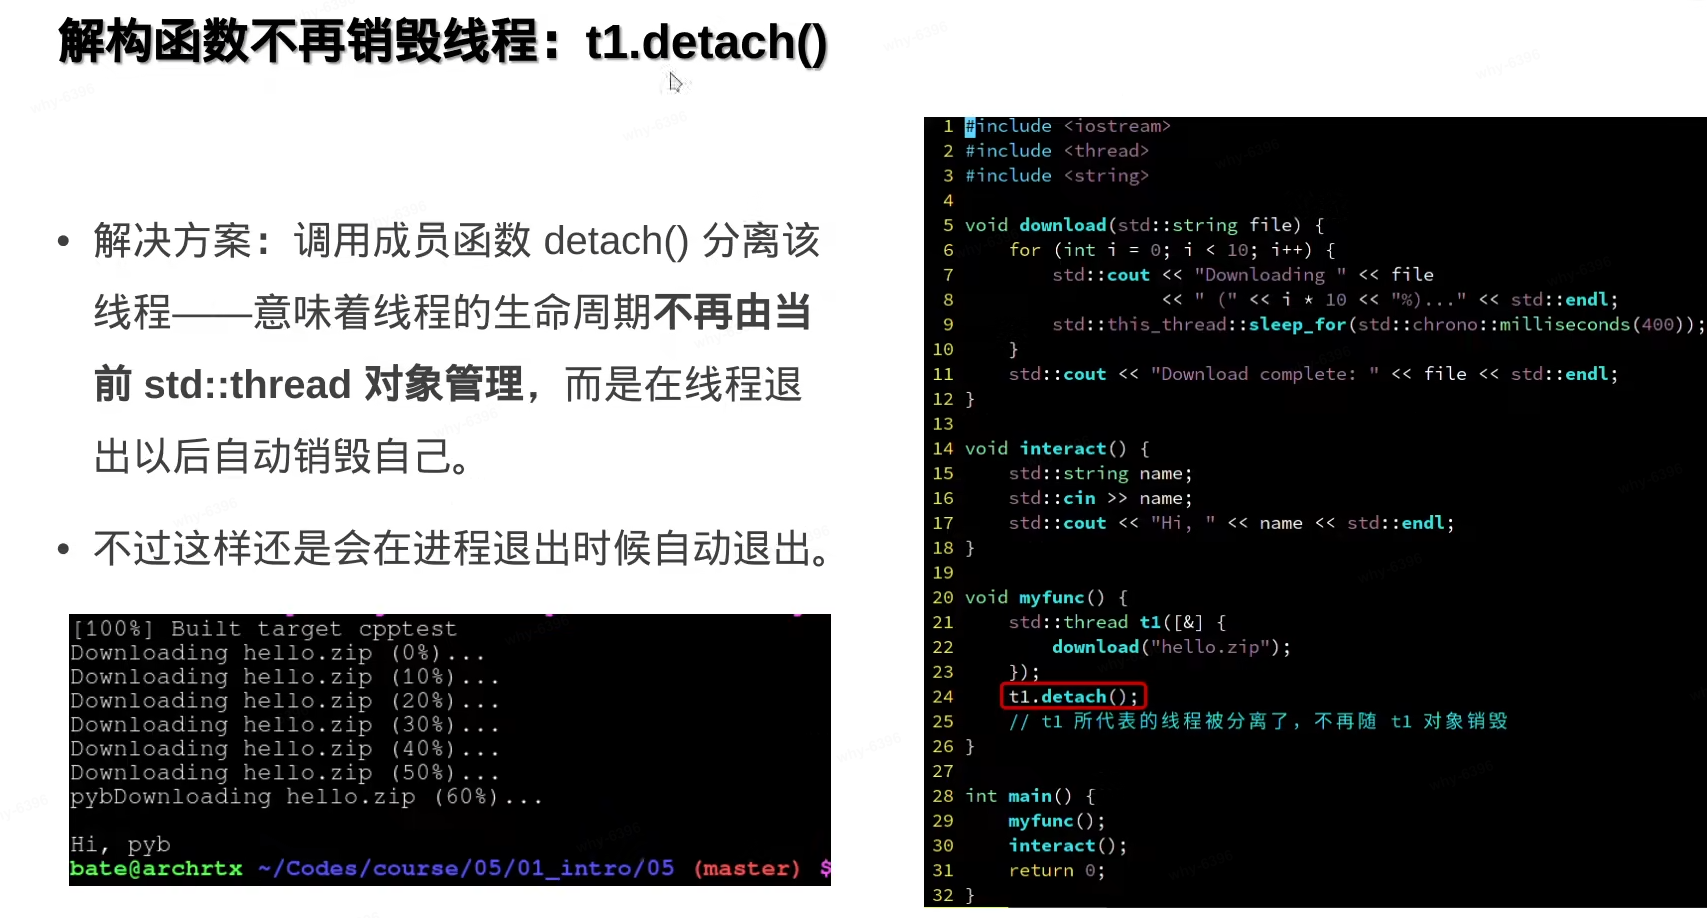 解构函数不再销毁线程：t1.detach()
• 解决方案：调用成员函数 detach() 分离该
线程——意味着线程的生命周期不再由当
前 std::thread 对象管理，而是在线程退
出以后自动销毁自己。
• 不过这样还是会在进程退出时候自动退出。
[100%] Built target cpptest
Downloading hello.zip (0%)...
Downloading hello.zip (10%)...
Downloading hello.zip (20%)...
Downloading hello.zip (30%)...
Downloading hello.zip (40%)...
Downloading hello.zip (50%)...
pybDownloading hello.zip (60%)...
Hi, pyb
bate@archrtx ~/Codes/course/05/01_intro/05 (master) $
1 #include <iostream>
2 #include <thread>
3 #include <string>
4
5 void download(std::string file) {
6     for (int i = 0; i < 10; i++) {
7         std::cout << "Downloading " << file
8                   << " (" << i * 10 << "%)..." << std::endl;
9         std::this_thread::sleep_for(std::chrono::milliseconds(400));
10     }
11     std::cout << "Download complete: " << file << std::endl;
12 }
13
14 void interact() {
15     std::string name;
16     std::cin >> name;
17     std::cout << "Hi, " << name << std::endl;
18 }
19
20 void myfunc() {
21     std::thread t1([&] {
22         download("hello.zip");
23     });
24     t1.detach();
25     // t1 所代表的线程被分离了，不再随 t1 对象销毁
26 }
27
28 int main() {
29     myfunc();
30     interact();
31     return 0;
32 }
why-6396